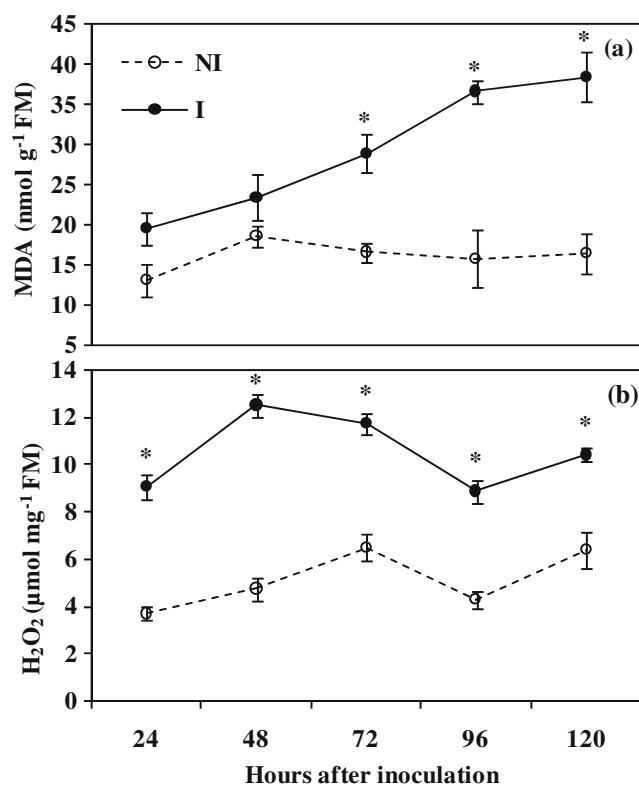 45
40
35
30
25
20
15
10
5
MDA (nmol g⁻¹ FM)
NI
I
(a)
* * *
14
12
10
8
6
4
2
0
H₂O₂ (µmol mg⁻¹ FM)
(b)
* * * * *
24 48 72 96 120
Hours after inoculation